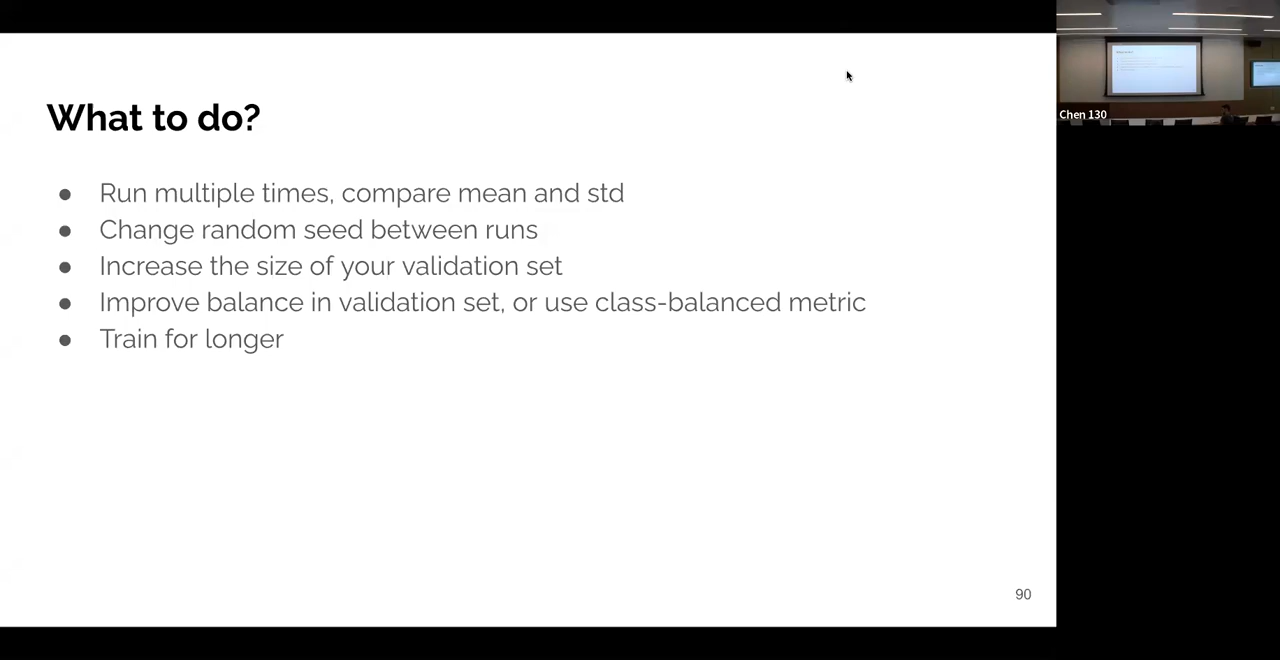 What to do?
● Run multiple times, compare mean and std
● Change random seed between runs
● Increase the size of your validation set
● Improve balance in validation set, or use class-balanced metric
● Train for longer
90
Chen 130